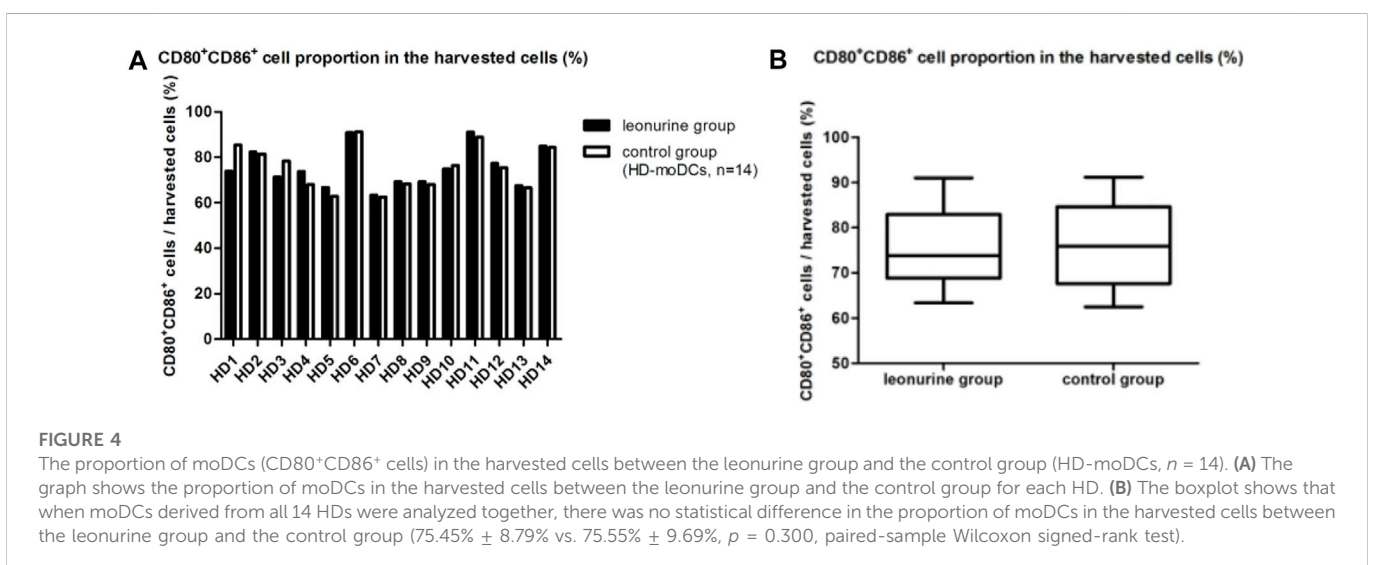 A CD80⁺CD86⁺ cell proportion in the harvested cells (%)
CD80⁺CD86⁺ cells / harvested cells (%)
100
80
60
40
20
0
HD1 HD2 HD3 HD4 HD5 HD6 HD7 HD8 HD9 HD10 HD11 HD12 HD13 HD14
leonurine group
control group
(HD-moDCs, n=14)
B CD80⁺CD86⁺ cell proportion in the harvested cells (%)
CD80⁺CD86⁺ cells / harvested cells (%)
100
90
80
70
60
50
leonurine group control group
FIGURE 4
The proportion of moDCs (CD80⁺CD86⁺ cells) in the harvested cells between the leonurine group and the control group (HD-moDCs, n = 14). (A) The
graph shows the proportion of moDCs in the harvested cells between the leonurine group and the control group for each HD. (B) The boxplot shows that
when moDCs derived from all 14 HDs were analyzed together, there was no statistical difference in the proportion of moDCs in the harvested cells between
the leonurine group and the control group (75.45% ± 8.79% vs. 75.55% ± 9.69%, p = 0.300, paired-sample Wilcoxon signed-rank test).